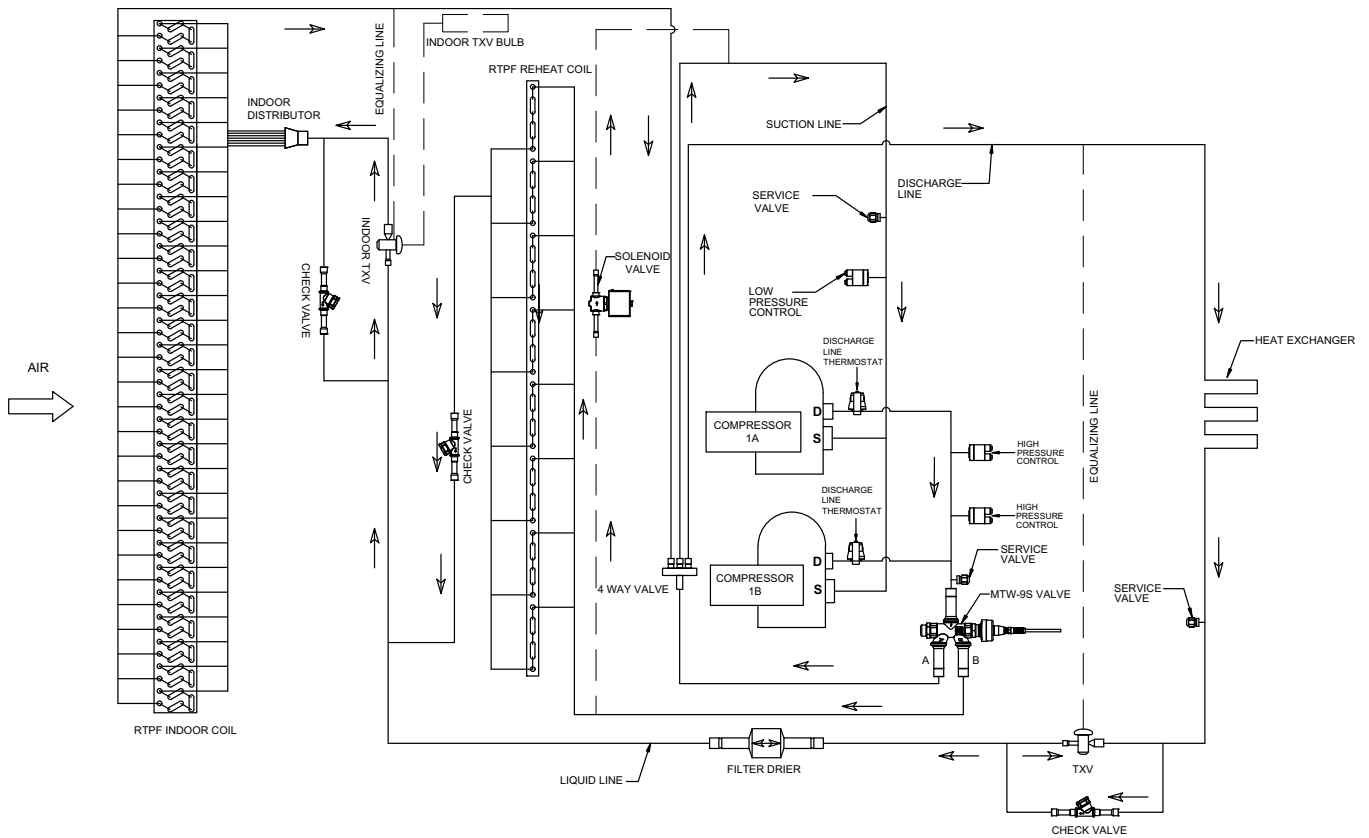 INDOOR TXV BULB
EQUALIZING LINE
RTPF REHEAT COIL
INDOOR
DISTRIBUTOR
SUCTION LINE
DISCHARGE
LINE
SERVICE
VALVE
INDOOR TXV
SOLENOID
VALVE
CHECK VALVE
LOW
PRESSURE
CONTROL
HEAT EXCHANGER
AIR
DISCHARGE
LINE
THERMOSTAT
D
COMPRESSOR
1A
S
CHECK VALVE
EQUALIZING LINE
HIGH
PRESSURE
CONTROL
DISCHARGE
LINE
THERMOSTAT
HIGH
PRESSURE
CONTROL
SERVICE
VALVE
D
COMPRESSOR
1B
S
4 WAY VALVE
MTW-9S VALVE
SERVICE
VALVE
A
B
RTPF INDOOR COIL
LIQUID LINE
FILTER DRIER
TXV
CHECK VALVE